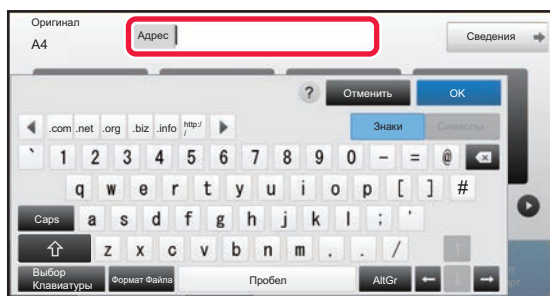 Оригинал
A4
Адрес
Сведения
? Отменить OK
.com .net .org .biz .info http:/
/
Знаки Символы
` 1 2 3 4 5 6 7 8 9 0 - = @
q w e r t y u i o p [ ] #
Caps a s d f g h j k l ; '
z x c v b n m , . /
Выбор
Клавиатуры
Формат Файла Пробел AltGr